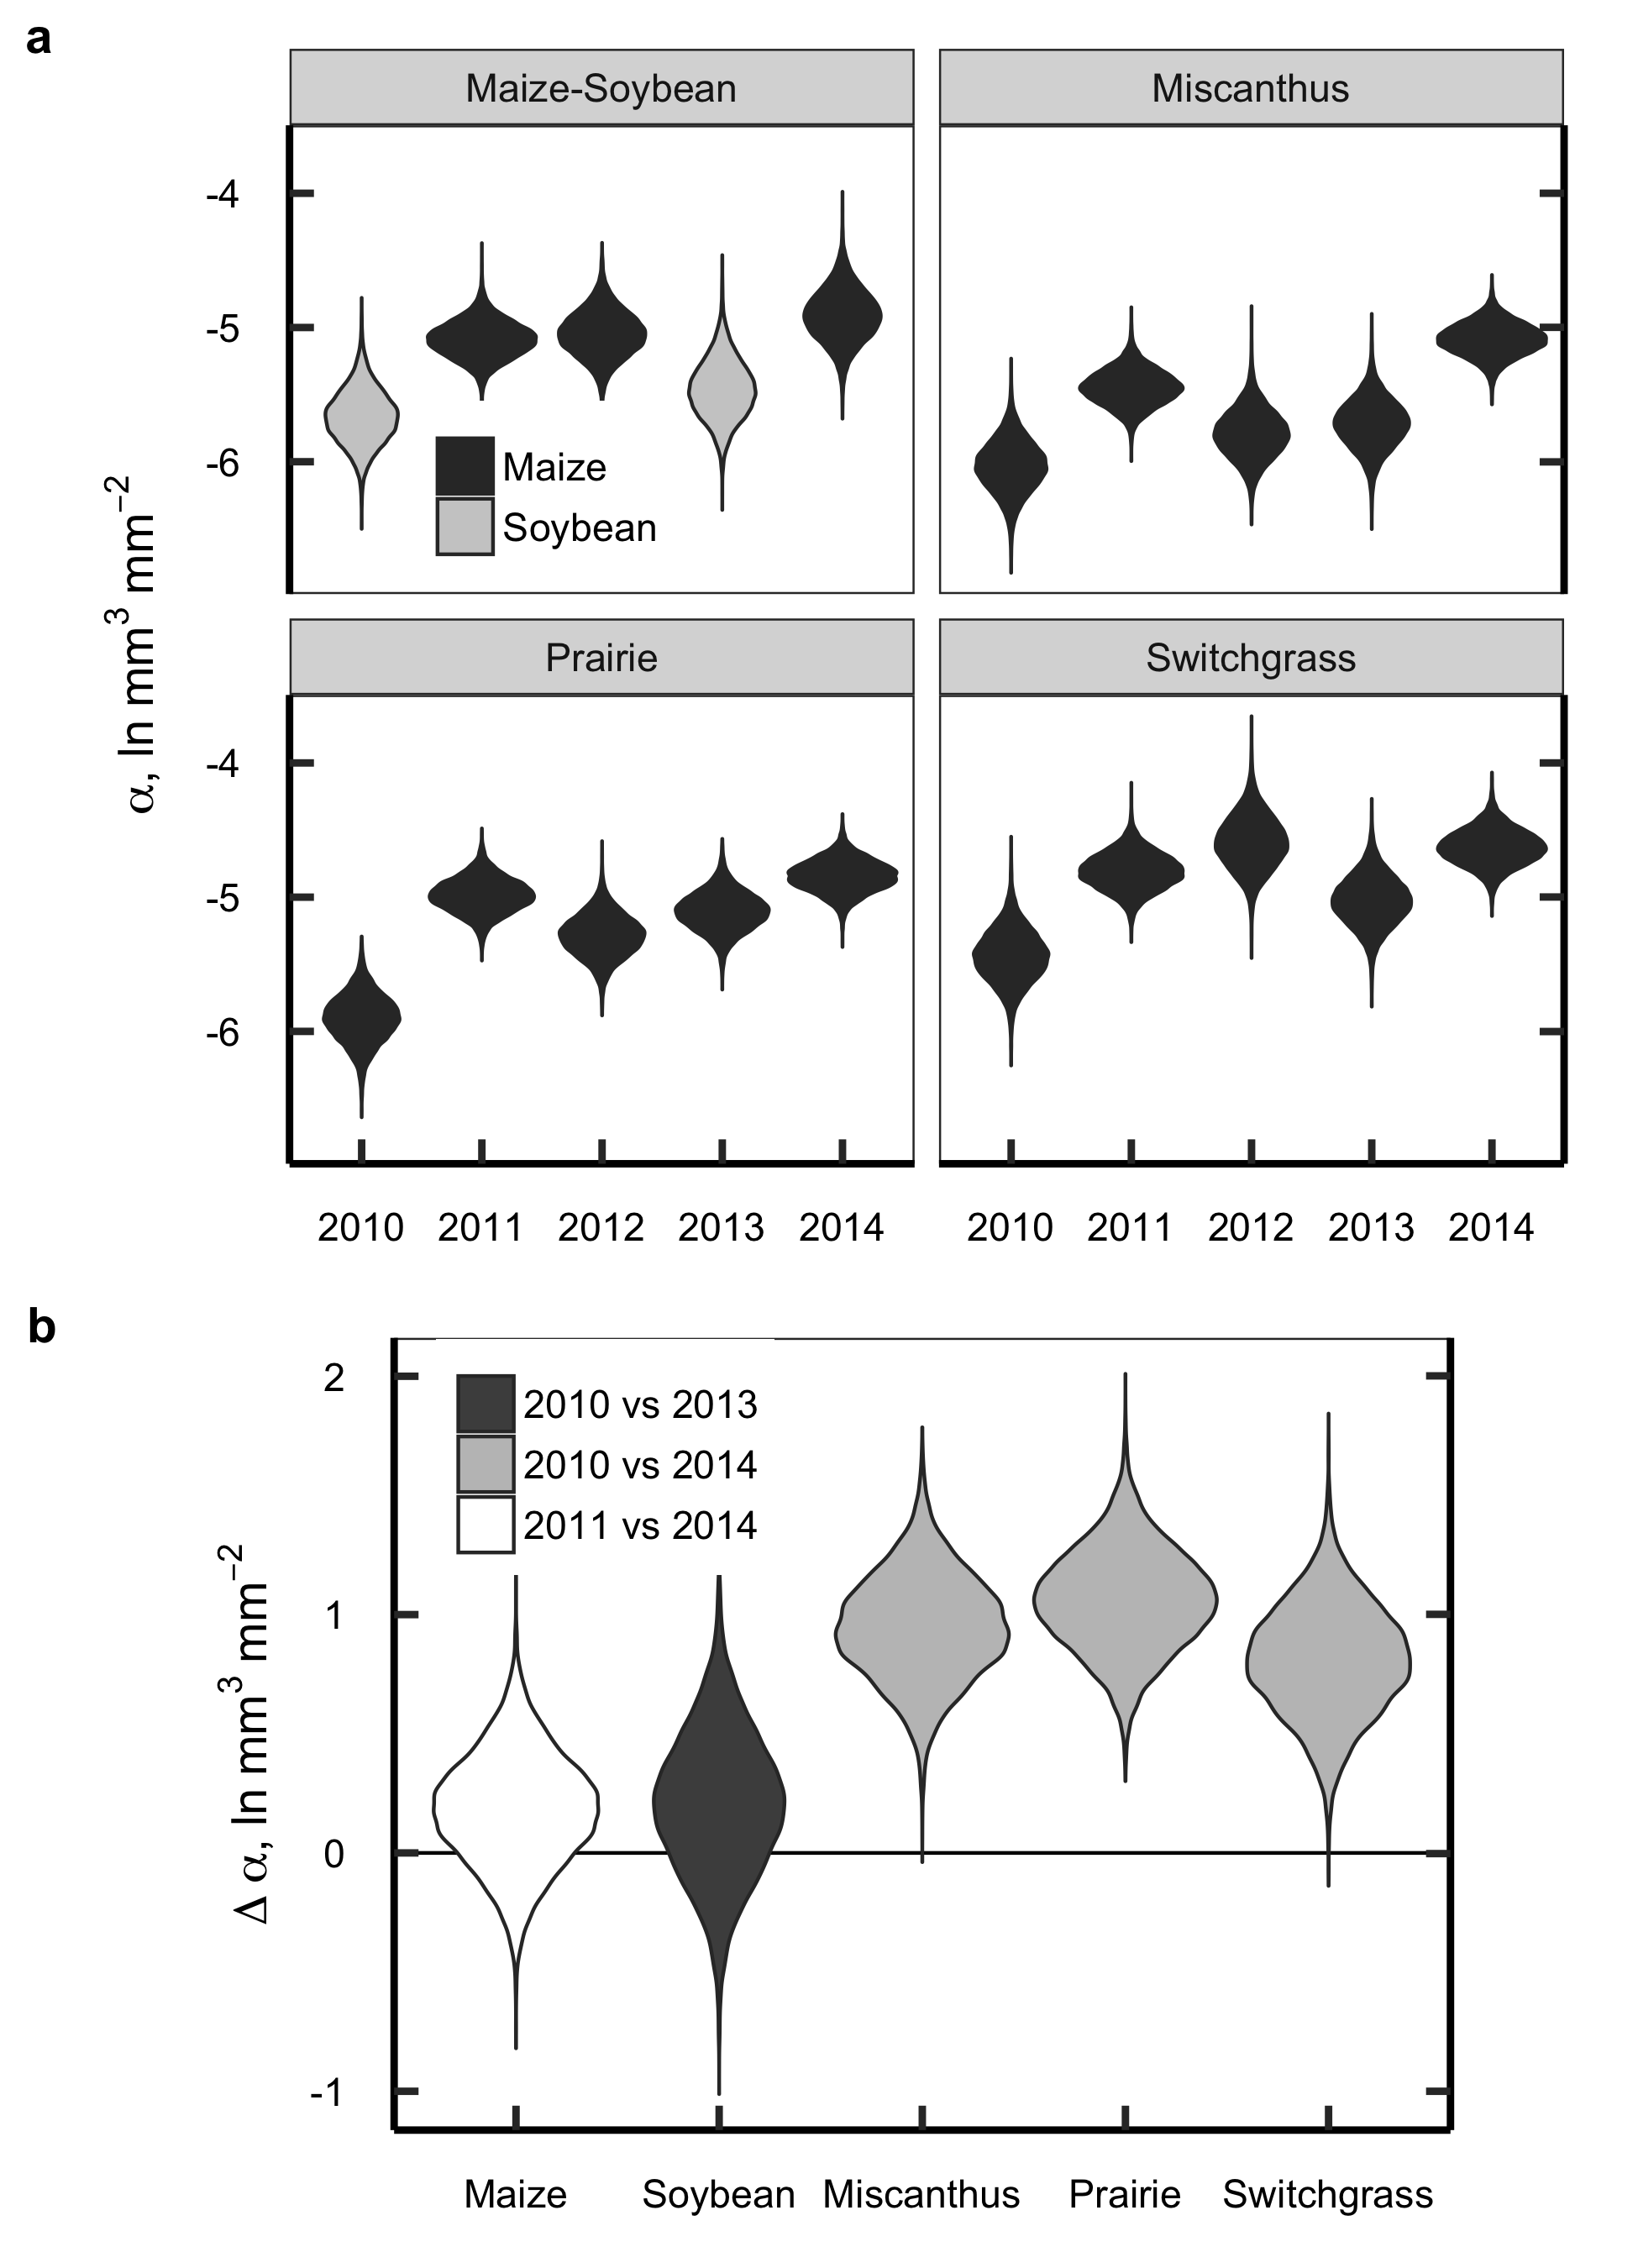 a
Maize-Soybean
Miscanthus
-4
-5
-6
Maize
Soybean
α, ln mm³ mm⁻²
Prairie
Switchgrass
-4
-5
-6
2010 2011 2012 2013 2014
2010 2011 2012 2013 2014
b
2
1
0
-1
2010 vs 2013
2010 vs 2014
2011 vs 2014
Δ α, ln mm³ mm⁻²
Maize Soybean Miscanthus Prairie Switchgrass